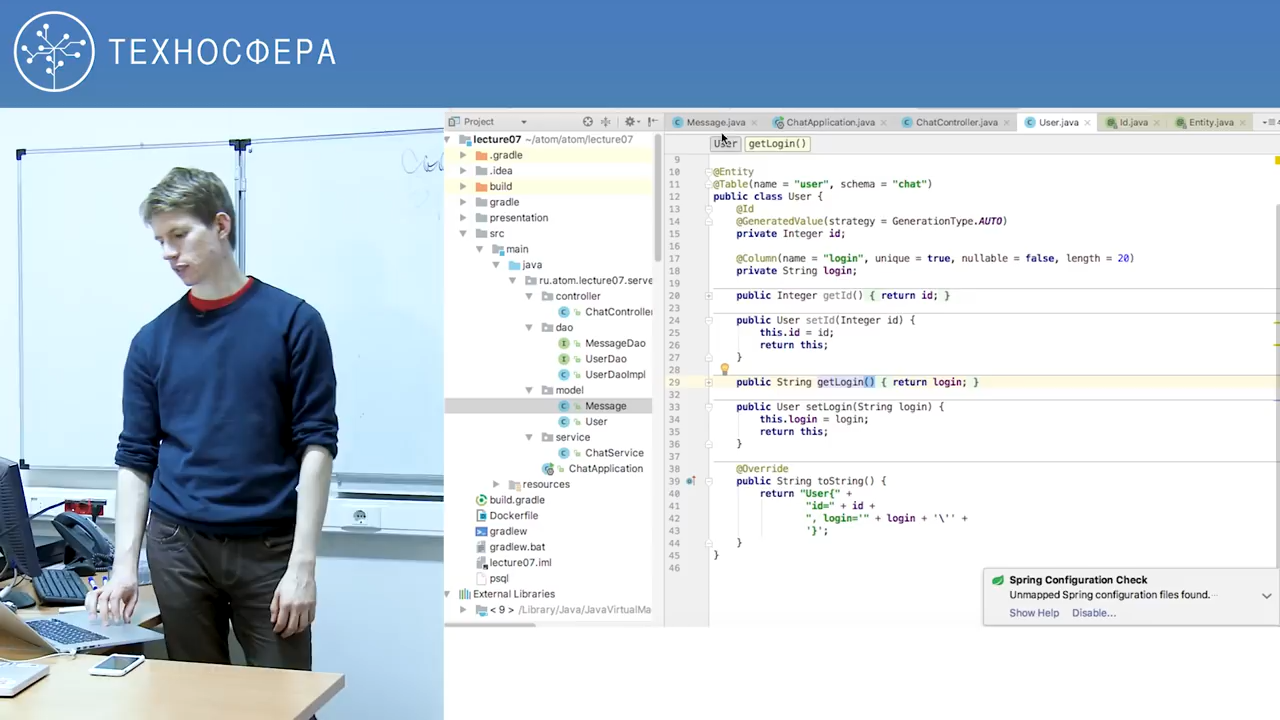 ТЕХНОСФЕРА
Project
Message.java
ChatApplication.java
ChatController.java
User.java
Id.java
Entity.java
User
getLogin()
lecture07 ~/atom/atom/lecture07
.gradle
.idea
build
gradle
presentation
src
main
java
ru.atom.lecture07.serve
controller
ChatController
dao
MessageDao
UserDao
UserDaoImpl
model
Message
User
service
ChatService
ChatApplication
resources
build.gradle
Dockerfile
gradlew
gradlew.bat
lecture07.iml
psql
External Libraries
< 9 > /Library/Java/JavaVirtualMa
9
10 @Entity
11 @Table(name = "user", schema = "chat")
12 public class User {
13 @Id
14 @GeneratedValue(strategy = GenerationType.AUTO)
15 private Integer id;
16
17 @Column(name = "login", unique = true, nullable = false, length = 20)
18 private String login;
20 public Integer getId() { return id; }
23
24 public User setId(Integer id) {
25 this.id = id;
26 return this;
27 }
28
29 public String getLogin() { return login; }
32
33 public User setLogin(String login) {
34 this.login = login;
35 return this;
36 }
37
38 @Override
39 public String toString() {
40 return "User{" +
41 "id=" + id +
42 ", login='" + login + '\'' +
43 '}';
44 }
45 }
46
Spring Configuration Check
Unmapped Spring configuration files found.
Show Help Disable...